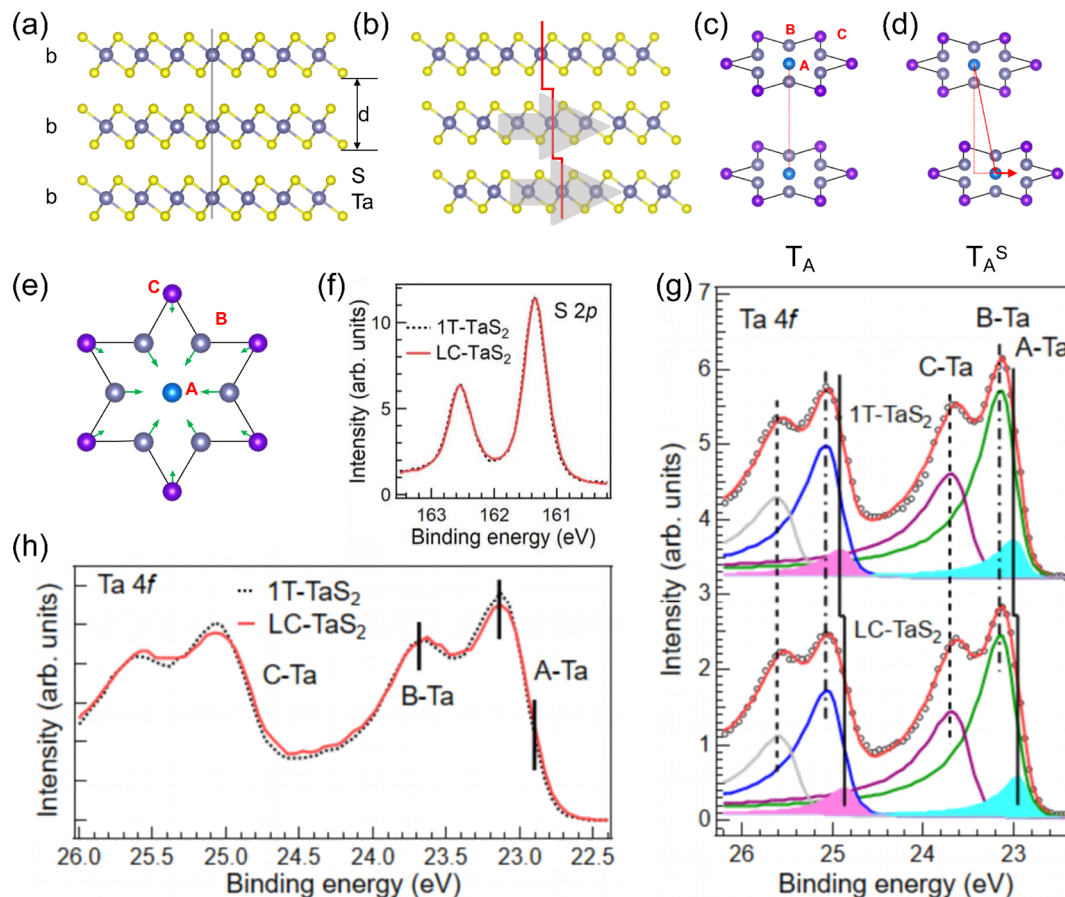 (a)
b
b
b
d
S
Ta
(b)
(c)
B
C
A
(d)
(e)
C
B
A
(f)
S 2p
1T-TaS₂
LC-TaS₂
Intensity (arb. units)
10
5
0
163
162
161
Binding energy (eV)
T_A
T_A^S
(g)
Ta 4f
B-Ta
A-Ta
C-Ta
1T-TaS₂
LC-TaS₂
Intensity (arb. units)
7
6
5
4
3
2
1
0
26
25
24
23
Binding energy (eV)
(h)
Ta 4f
1T-TaS₂
LC-TaS₂
C-Ta
B-Ta
A-Ta
Intensity (arb. units)
26.0
25.5
25.0
24.5
24.0
23.5
23.0
22.5
Binding energy (eV)